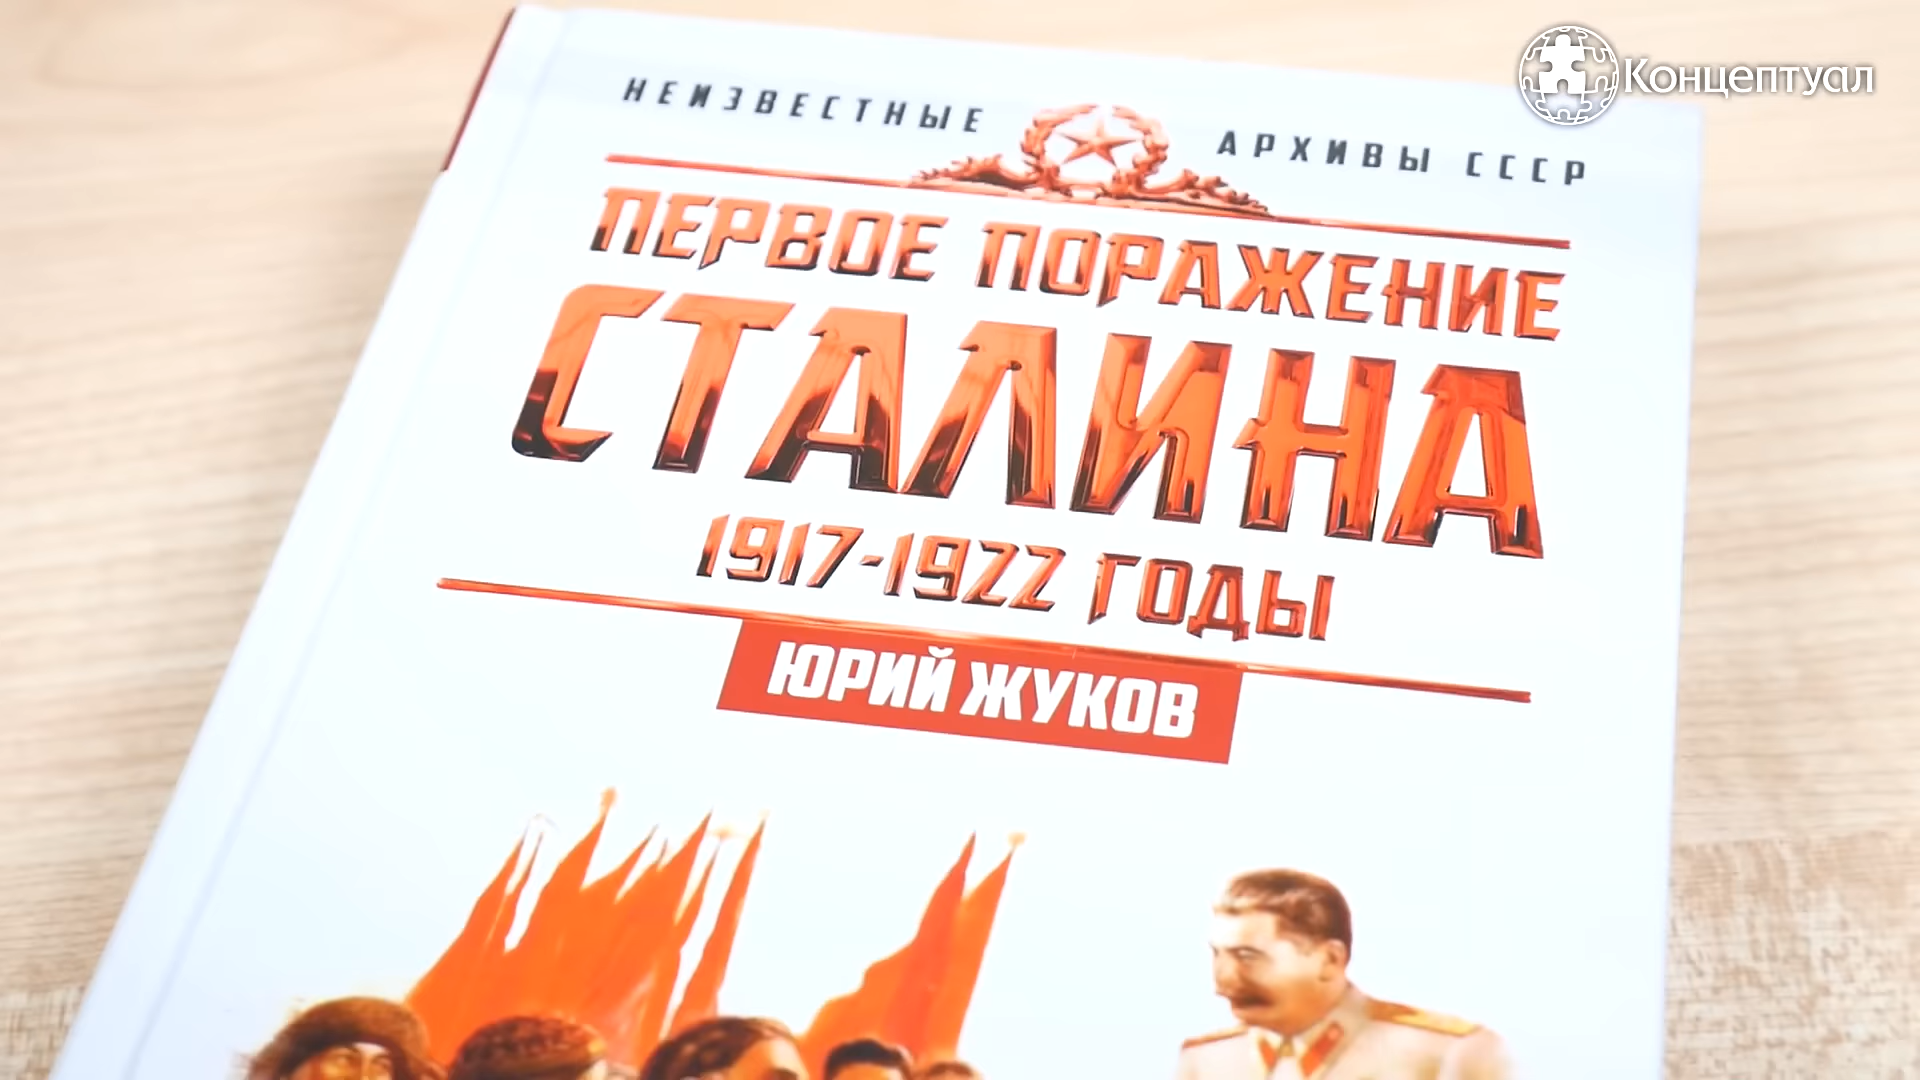 Концептуал
НЕИЗВЕСТНЫЕ АРХИВЫ СССР
ПЕРВОЕ ПОРАЖЕНИЕ
СТАЛИНА
1917-1922 ГОДЫ
ЮРИЙ ЖУКОВ